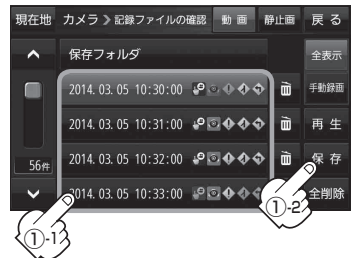 現在地 カメラ 》記録ファイルの確認 動画 静止画 戻る
保存フォルダ 全表示
2014. 03. 05 10:30:00 手動録画
2014. 03. 05 10:31:00 再生
56件 2014. 03. 05 10:32:00 保存
2014. 03. 05 10:33:00 全削除
①-1 ①-2